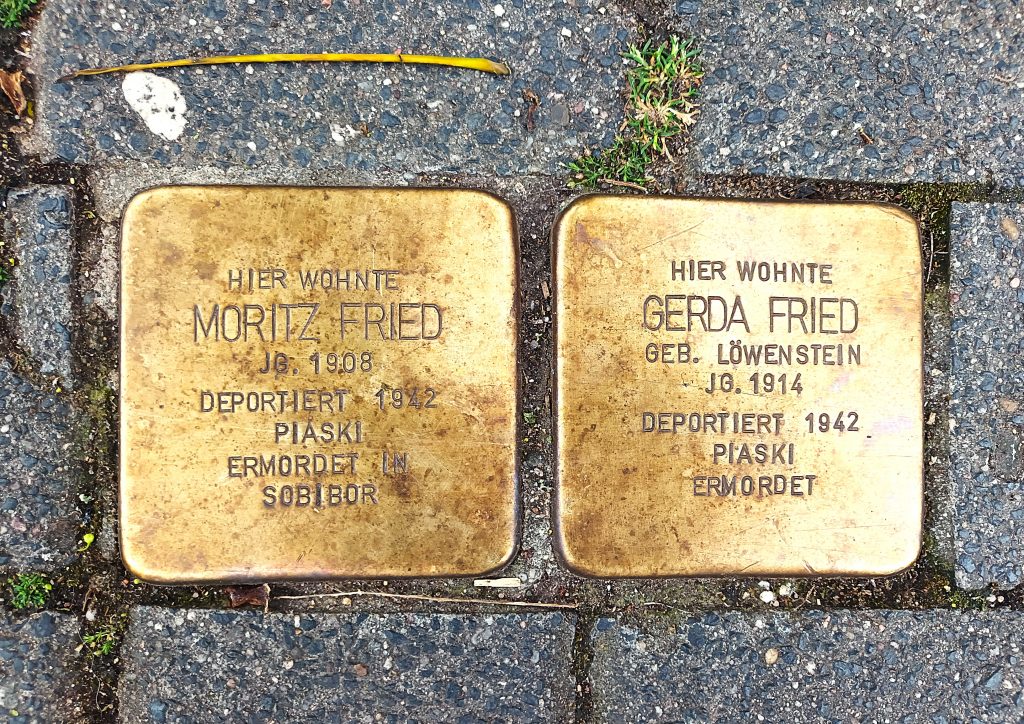 HIER WOHNTE
MORITZ FRIED
JG. 1908
DEPORTIERT 1942
PIASKI
ERMORDET IN
SOBIBOR
HIER WOHNTE
GERDA FRIED
GEB. LÖWENSTEIN
JG. 1914
DEPORTIERT 1942
PIASKI
ERMORDET